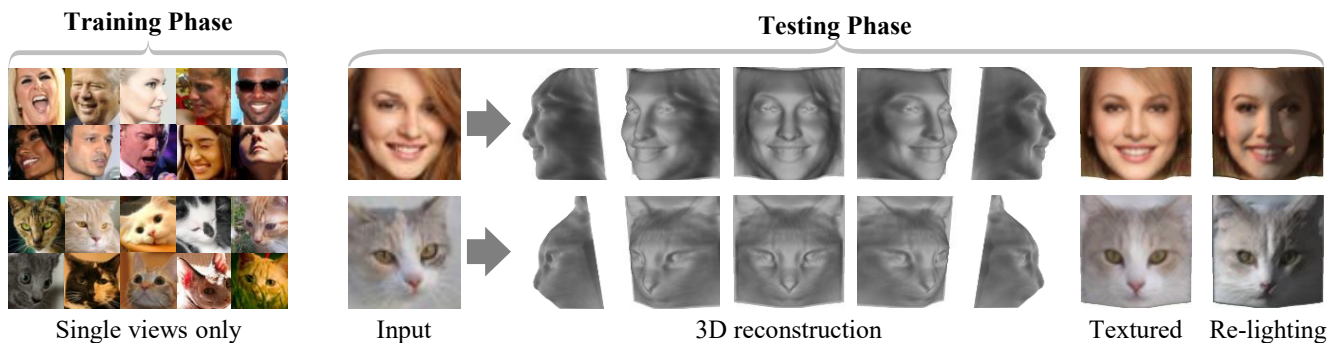 Training Phase
Testing Phase
Single views only
Input
3D reconstruction
Textured
Re-lighting